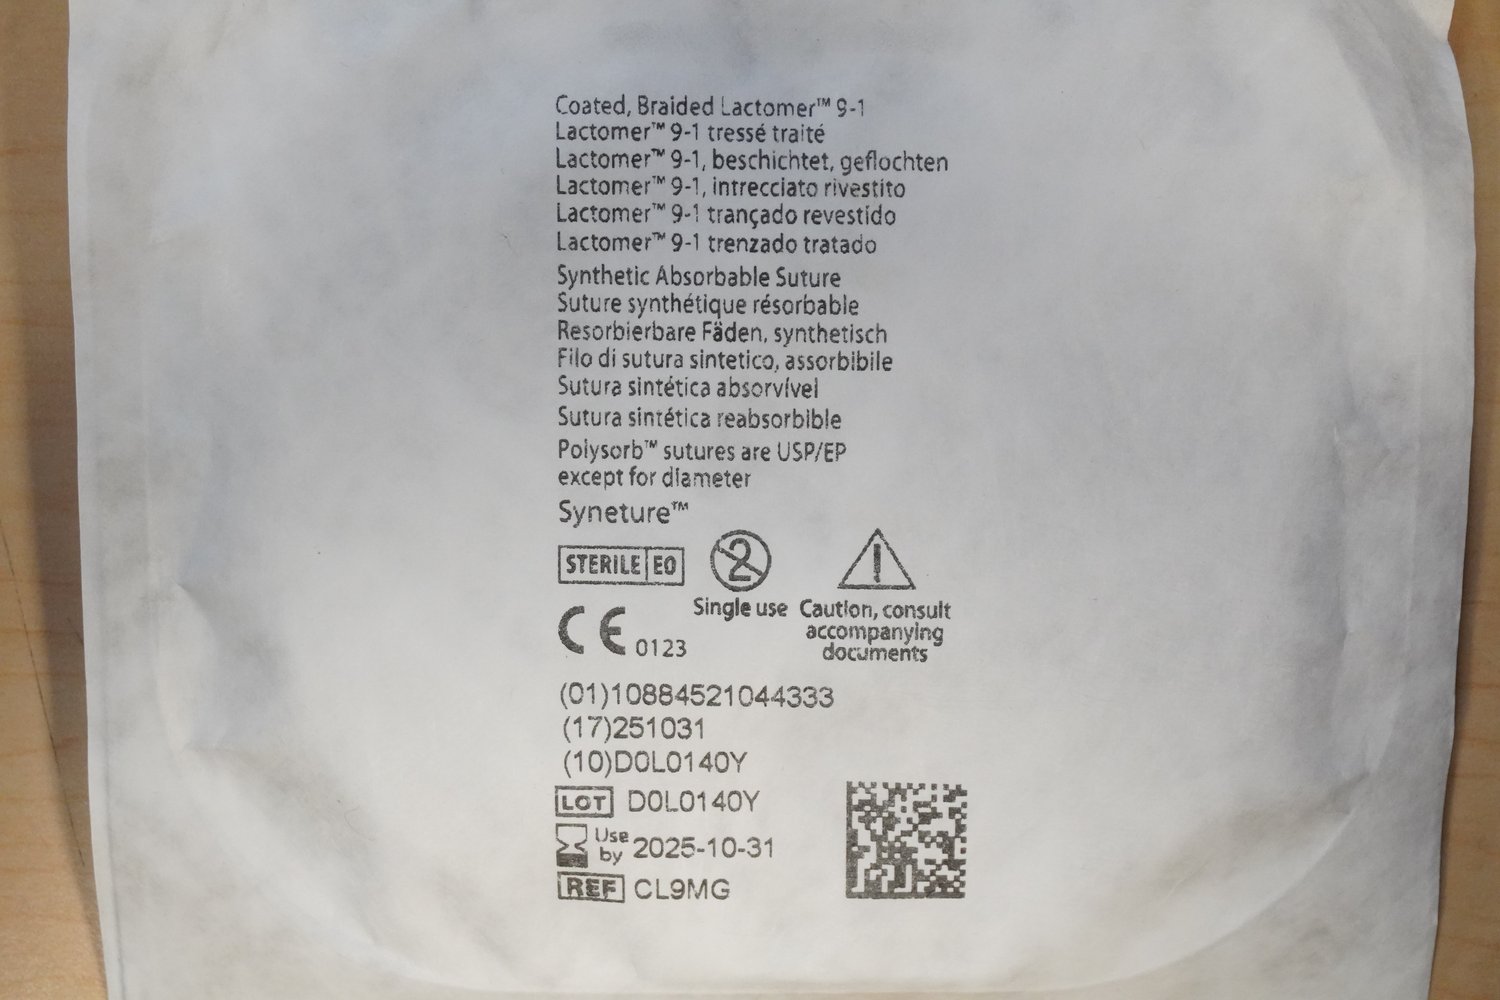 Coated, Braided Lactomer™ 9-1
Lactomer™ 9-1 tressé traité
Lactomer™ 9-1, beschichtet, geflochten
Lactomer™ 9-1, intrecciato rivestito
Lactomer™ 9-1 trançado revestido
Lactomer™ 9-1 trenzado tratado
Synthetic Absorbable Suture
Suture synthétique résorbable
Resorbierbare Fäden, synthetisch
Filo di sutura sintetico, assorbibile
Sutura sintética absorvível
Sutura sintética reabsorbible
Polysorb™ sutures are USP/EP
except for diameter
Syneture™
STERILE EO
2
Single use
Caution, consult
accompanying
documents
CE 0123
(01)10884521044333
(17)251031
(10)D0L0140Y
LOT D0L0140Y
Use by 2025-10-31
REF CL9MG